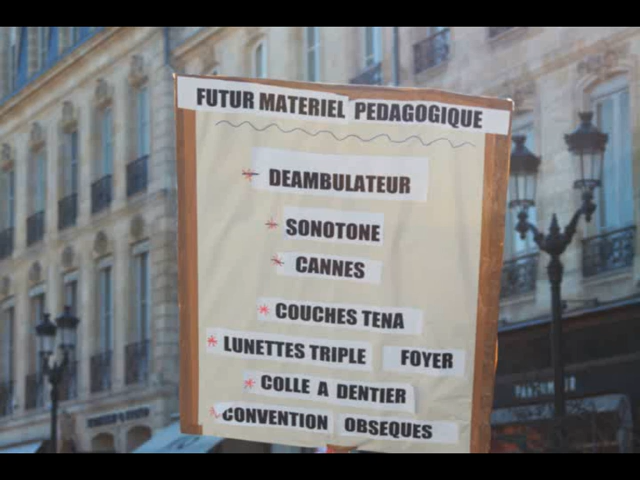 FUTUR MATERIEL PEDAGOGIQUE
* DEAMBULATEUR
* SONOTONE
* CANNES
* COUCHES TENA
* LUNETTES TRIPLE FOYER
* COLLE A DENTIER
* CONVENTION OBSEQUES